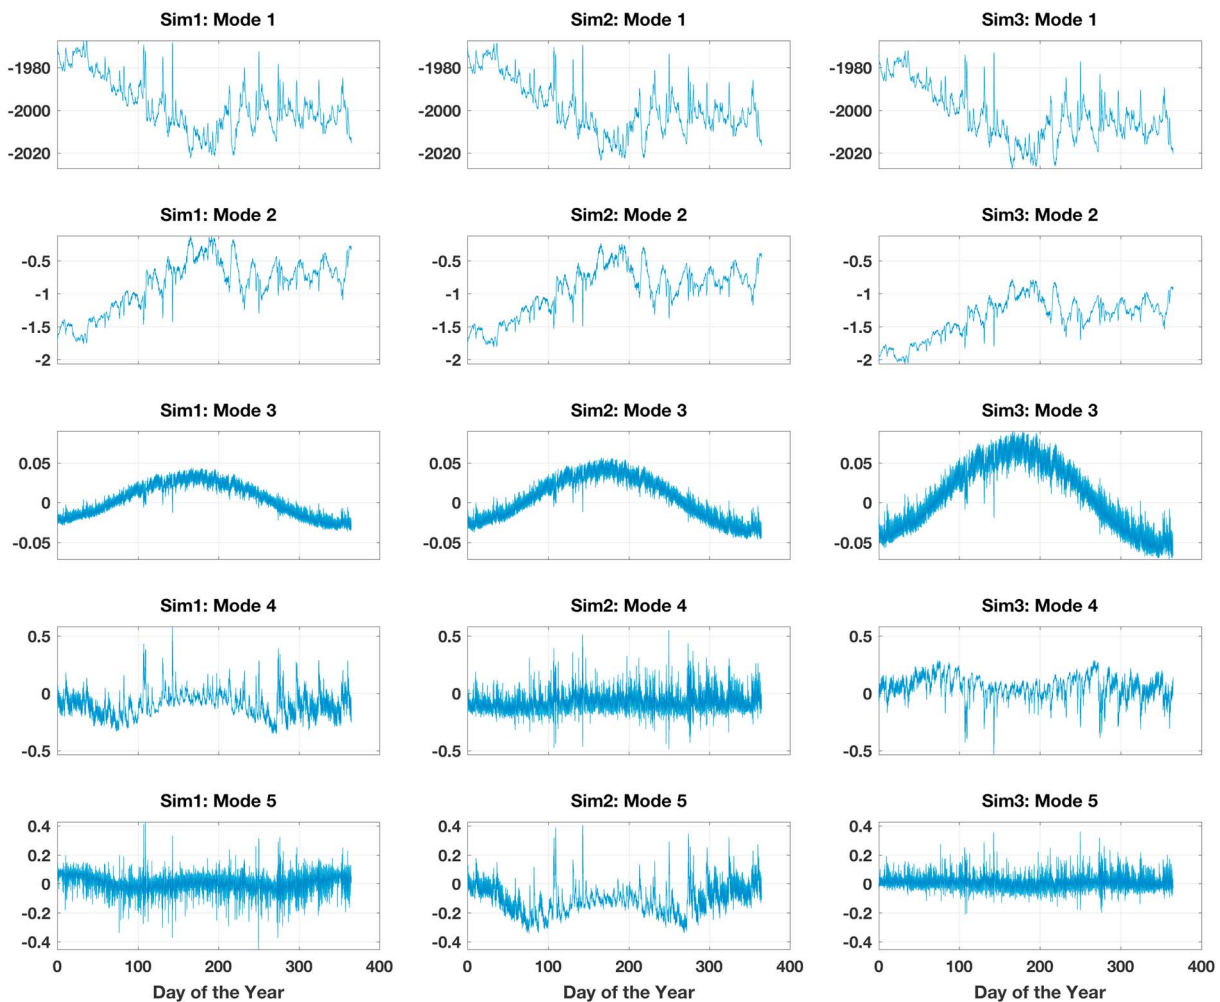 Sim1: Mode 1 Sim2: Mode 1 Sim3: Mode 1
-1980 -1980 -1980
-2000 -2000 -2000
-2020 -2020 -2020
Sim1: Mode 2 Sim2: Mode 2 Sim3: Mode 2
-0.5 -0.5 -0.5
-1 -1 -1
-1.5 -1.5 -1.5
-2 -2 -2
Sim1: Mode 3 Sim2: Mode 3 Sim3: Mode 3
0.05 0.05 0.05
0 0 0
-0.05 -0.05 -0.05
Sim1: Mode 4 Sim2: Mode 4 Sim3: Mode 4
0.5 0.5 0.5
0 0 0
-0.5 -0.5 -0.5
Sim1: Mode 5 Sim2: Mode 5 Sim3: Mode 5
0.4 0.4 0.4
0.2 0.2 0.2
0 0 0
-0.2 -0.2 -0.2
-0.4 -0.4 -0.4
0 100 200 300 400 0 100 200 300 400 0 100 200 300 400
Day of the Year Day of the Year Day of the Year